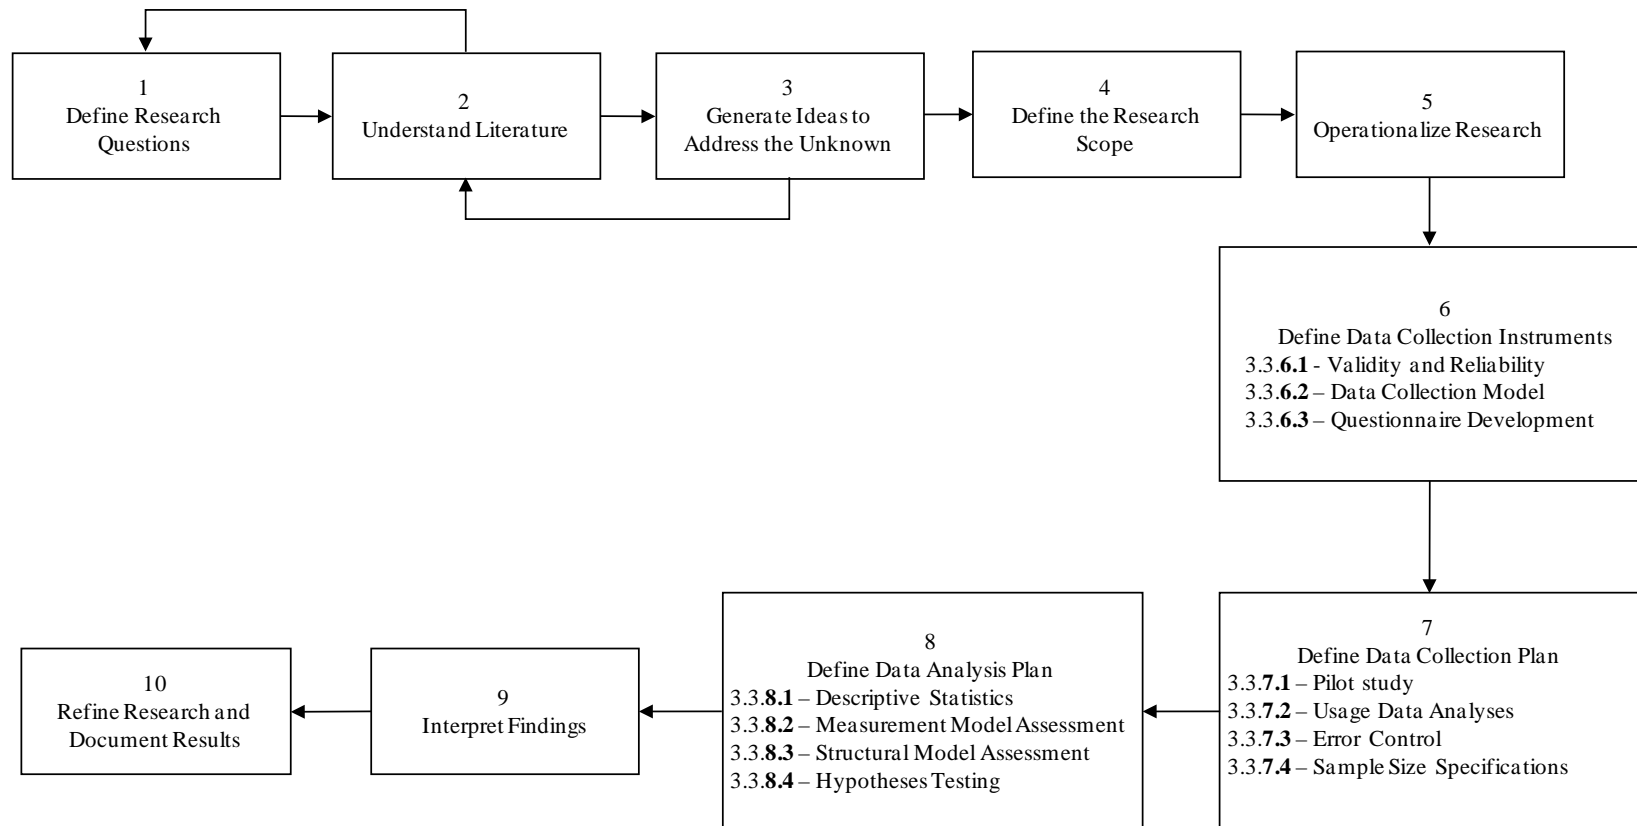 1
Define Research
Questions
2
Understand Literature
3
Generate Ideas to
Address the Unknown
4
Define the Research
Scope
5
Operationalize Research
6
Define Data Collection Instruments
3.3.6.1 - Validity and Reliability
3.3.6.2 – Data Collection Model
3.3.6.3 – Questionnaire Development
7
Define Data Collection Plan
3.3.7.1 – Pilot study
3.3.7.2 – Usage Data Analyses
3.3.7.3 – Error Control
3.3.7.4 – Sample Size Specifications
8
Define Data Analysis Plan
3.3.8.1 – Descriptive Statistics
3.3.8.2 – Measurement Model Assessment
3.3.8.3 – Structural Model Assessment
3.3.8.4 – Hypotheses Testing
9
Interpret Findings
10
Refine Research and
Document Results